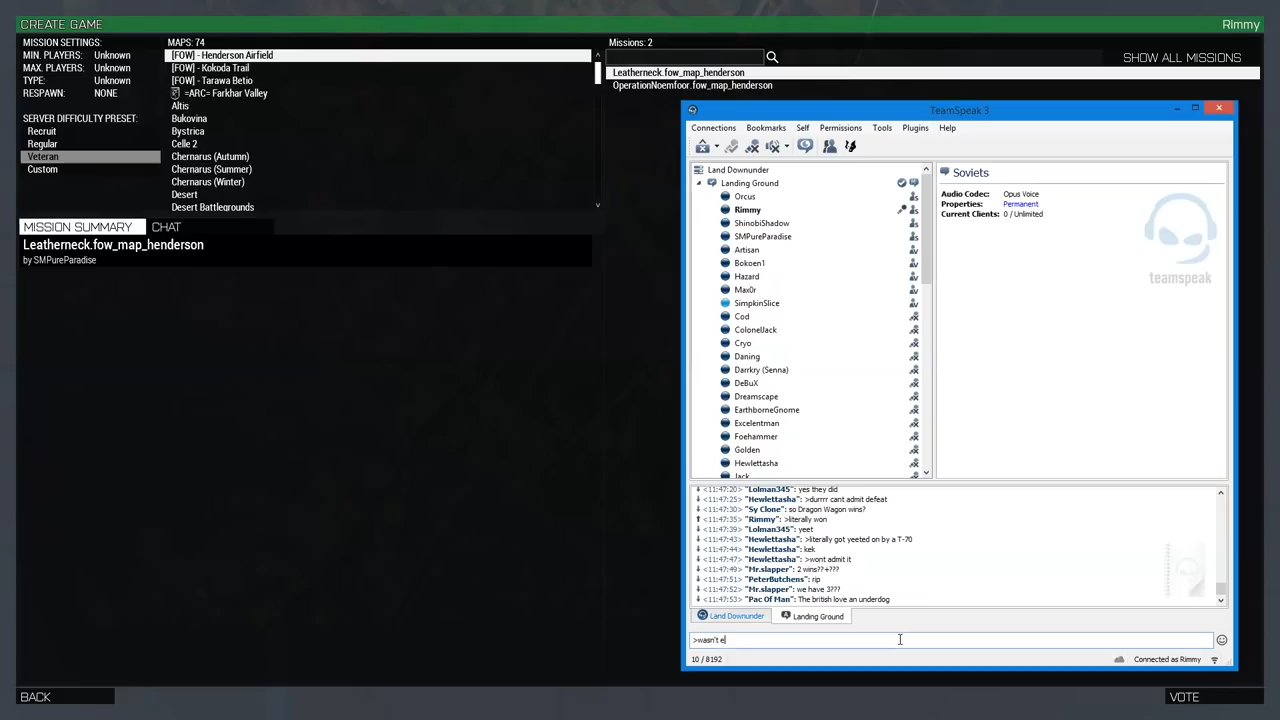 CREATE GAME
Rimmy
MISSION SETTINGS:
MIN. PLAYERS: Unknown
MAX. PLAYERS: Unknown
TYPE: Unknown
RESPAWN: NONE
SERVER DIFFICULTY PRESET:
Recruit
Regular
Veteran
Custom
MAPS: 74
[FOW] - Henderson Airfield
[FOW] - Kokoda Trail
[FOW] - Tarawa Betio
=ARC= Farkhar Valley
Altis
Bukovina
Bystrica
Celle 2
Chernarus (Autumn)
Chernarus (Summer)
Chernarus (Winter)
Desert
Desert Battlegrounds
Missions: 2
SHOW ALL MISSIONS
Leatherneck.fow_map_henderson
OperationNoemfoor.fow_map_henderson
MISSION SUMMARY CHAT
Leatherneck.fow_map_henderson
by SMPureParadise
TeamSpeak 3
Connections Bookmarks Self Permissions Tools Plugins Help
Land Downunder
Landing Ground
Orcus
Rimmy
ShinobiShadow
SMPureParadise
Artisan
Bokoen1
Hazard
Max0r
SimpkinSlice
Cod
ColonelJack
Cryo
Daning
Darrkry (Senna)
DeBuX
Dreamscape
EarthborneGnome
Excelentman
Foehammer
Golden
Hewlettasha
Jack
Soviets
Audio Codec: Opus Voice
Properties: Permanent
Current Clients: 0 / Unlimited
teamspeak
<11:47:20> "Lolman345": yes they did
<11:47:25> "Hewlettasha": >durrrr cant admit defeat
<11:47:30> "Sy Clone": so Dragon Wagon wins?
<11:47:35> "Rimmy": >literally won
<11:47:39> "Lolman345": yeet
<11:47:43> "Hewlettasha": >literally got yeeted on by a T-70
<11:47:44> "Hewlettasha": kek
<11:47:47> "Hewlettasha": >wont admit it
<11:47:49> "Mr.slapper": 2 wins??+???
<11:47:51> "PeterButchens": rip
<11:47:52> "Mr.slapper": we have 3???
<11:47:53> "Pac Of Man": The british love an underdog
Land Downunder Landing Ground
>wasn't e
10 / 8192
Connected as Rimmy
BACK
VOTE